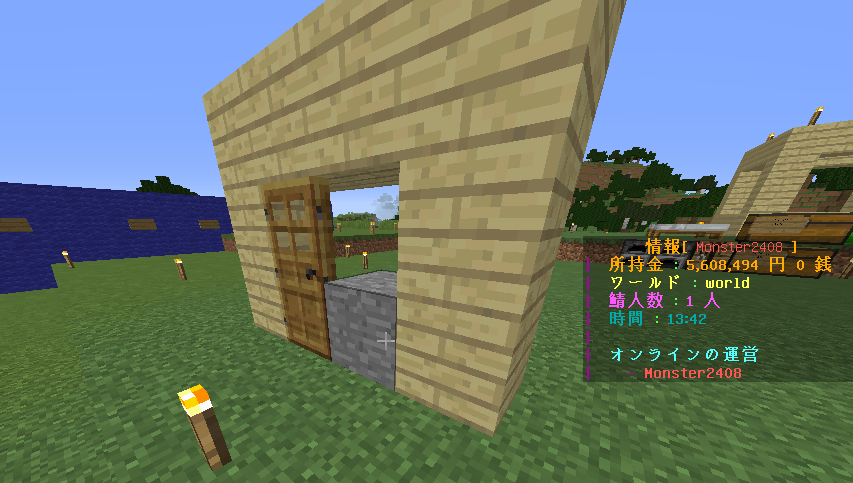 情報[ Monster2408 ]
所持金 : 5,608,494 円 0 銭
ワールド : world
鯖人数 : 1 人
時間 : 13:42
オンラインの運営
Monster2408